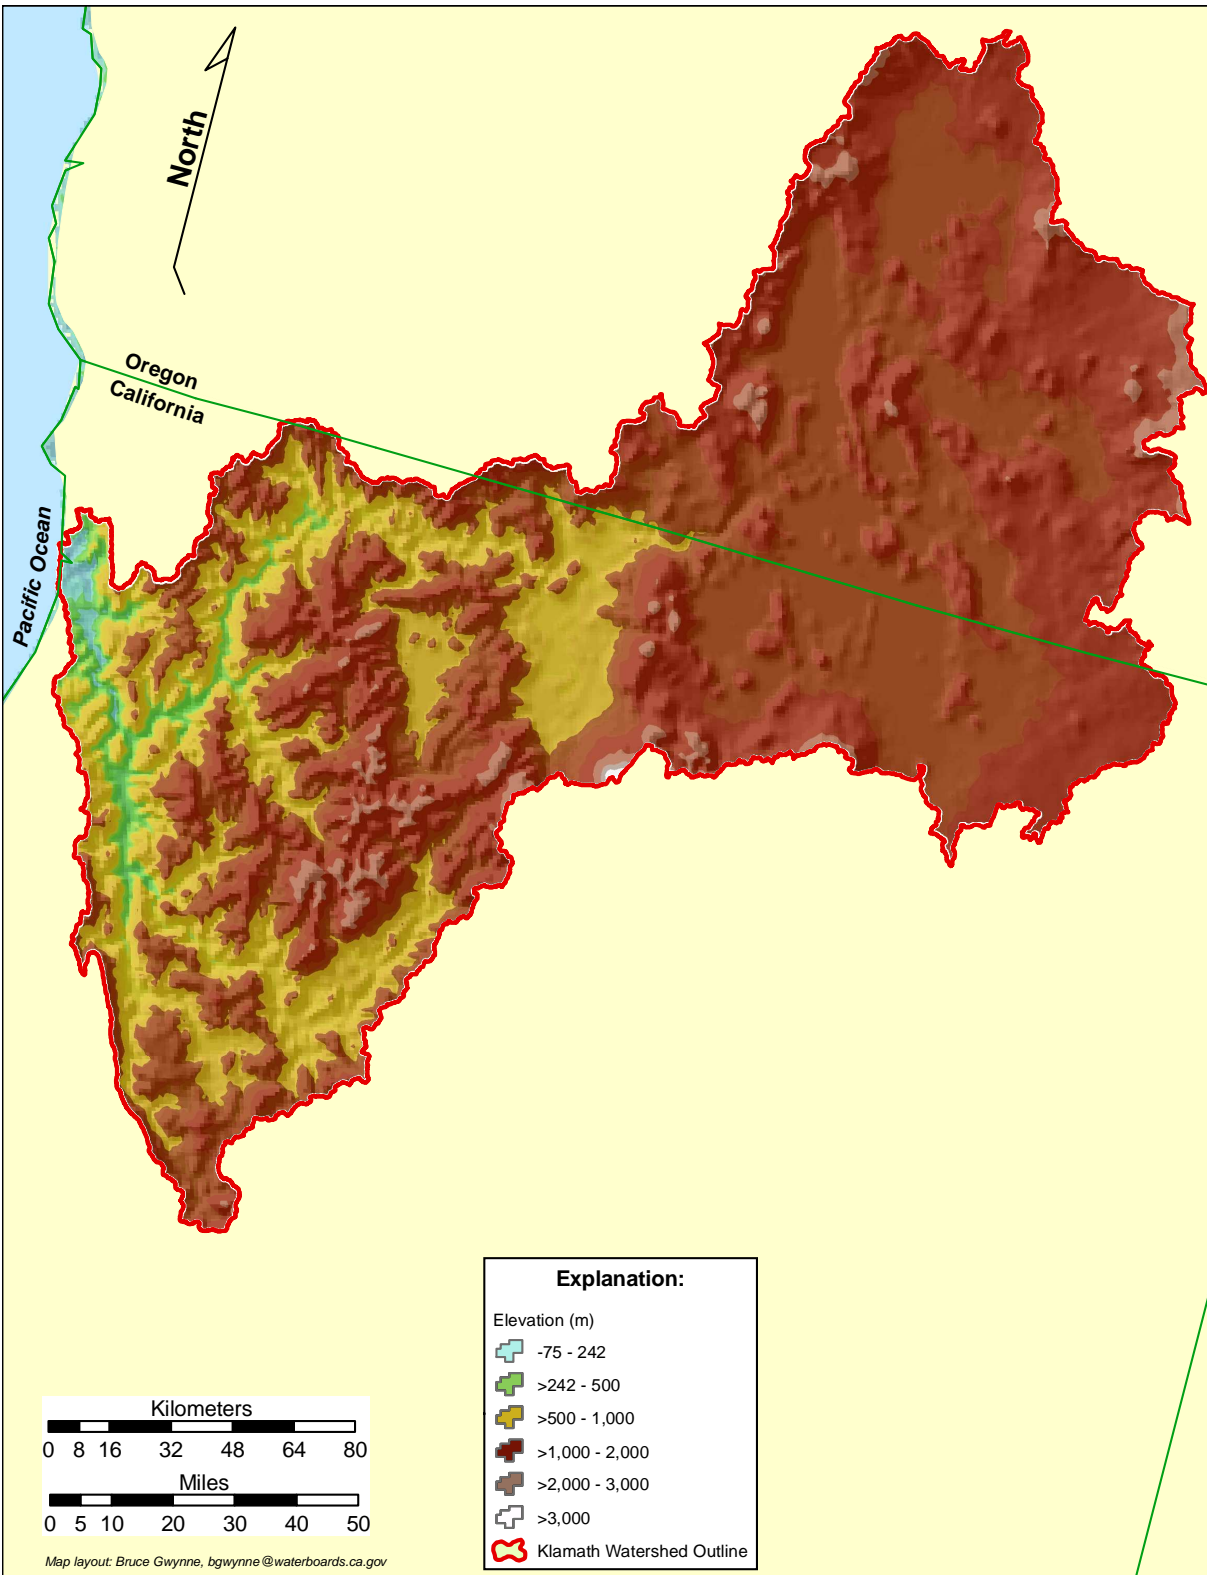 North
Oregon
California
Pacific Ocean
Explanation:
Elevation (m)
-75 - 242
>242 - 500
>500 - 1,000
>1,000 - 2,000
>2,000 - 3,000
>3,000
Klamath Watershed Outline
Kilometers
0 8 16 32 48 64 80
Miles
0 5 10 20 30 40 50
Map layout: Bruce Gwynne, bgwynne@waterboards.ca.gov